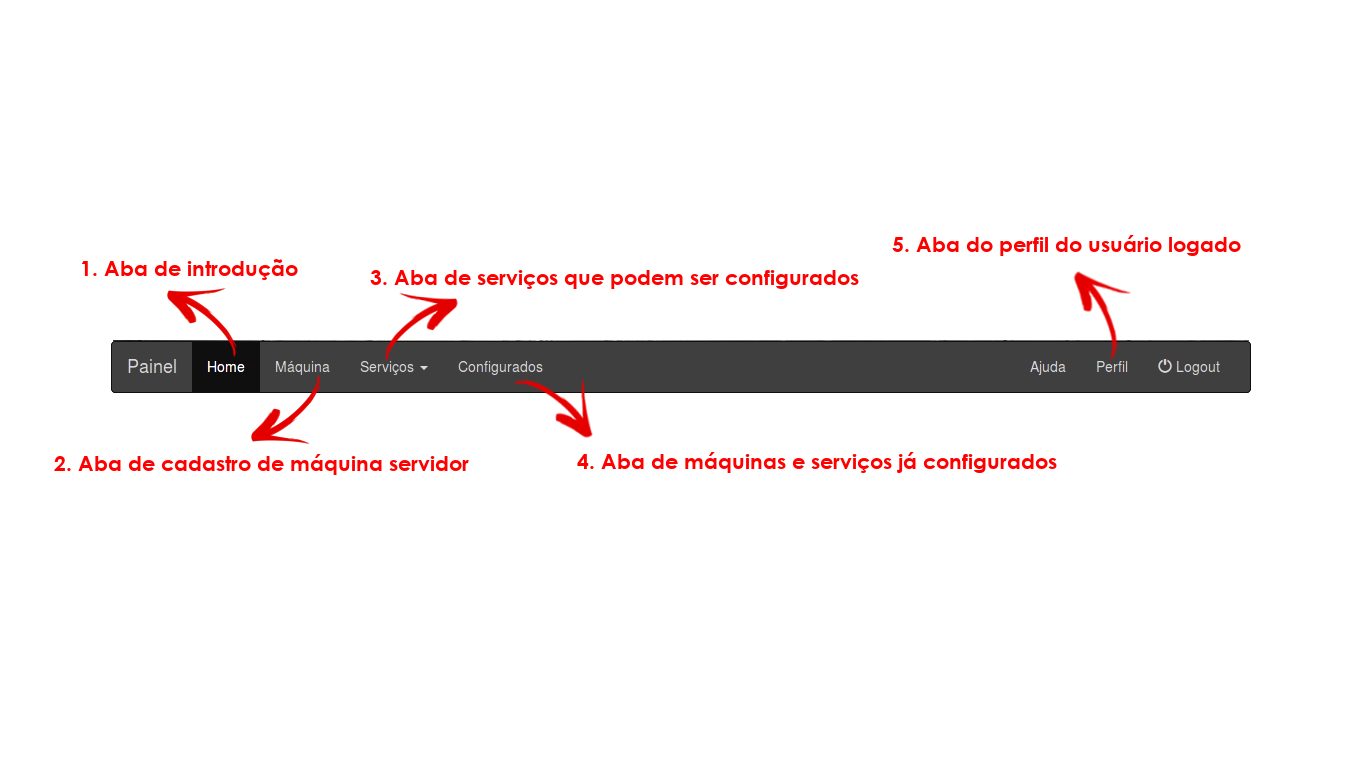 5. Aba do perfil do usuário logado
1. Aba de introdução
3. Aba de serviços que podem ser configurados
Painel Home Máquina Serviços Configurados Ajuda Perfil Logout
2. Aba de cadastro de máquina servidor
4. Aba de máquinas e serviços já configurados